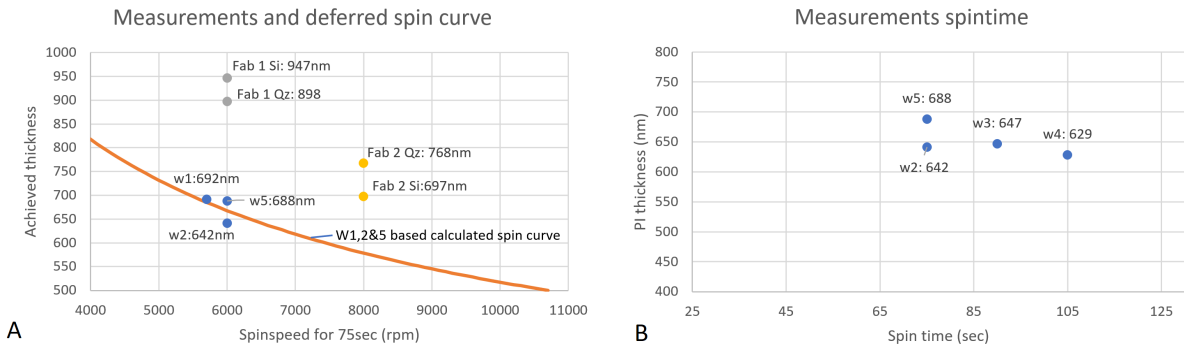 Measurements and deferred spin curve
Achieved thickness
1000
950
900
850
800
750
700
650
600
550
500
Fab 1 Si: 947nm
Fab 1 Qz: 898
Fab 2 Qz: 768nm
Fab 2 Si:697nm
w1:692nm
w5:688nm
w2:642nm
W1,2&5 based calculated spin curve
4000 5000 6000 7000 8000 9000 10000 11000
Spinspeed for 75sec (rpm)
A
Measurements spintime
PI thickness (nm)
800
750
700
650
600
550
500
450
400
w5: 688
w3: 647
w4: 629
w2: 642
25 45 65 85 105 125
Spin time (sec)
B